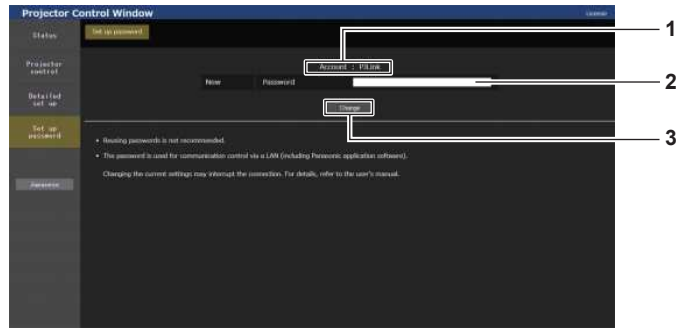 Projector Control Window
License
Status
Set up password
1
Account : PJLink
Projector
control
New Password
2
Detailed
set up
Change
Set up
password
3
• Reusing passwords is not recommended.
• The password is used for communication control via a LAN (including Panasonic application software).
Changing the current settings may interrupt the connection. For details, refer to the user's manual.
Japanese